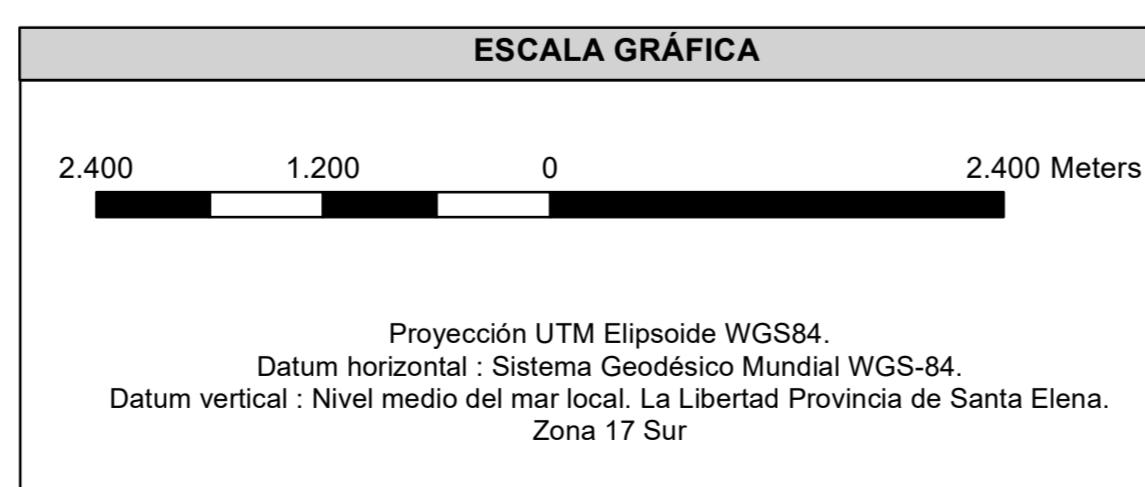 ESCALA GRÁFICA
2.400 1.200 0 2.400 Meters
Proyección UTM Elipsoide WGS84.
Datum horizontal : Sistema Geodésico Mundial WGS-84.
Datum vertical : Nivel medio del mar local. La Libertad Provincia de Santa Elena.
Zona 17 Sur